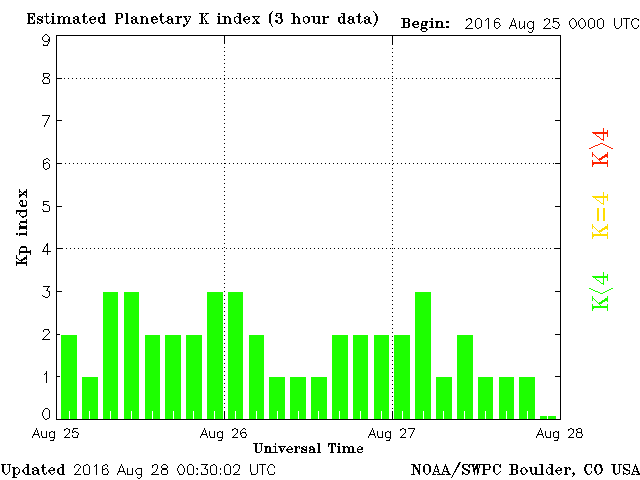 Estimated Planetary K index (3 hour data) Begin: 2016 Aug 25 0000 UTC
9
8
7
6
5
4
3
2
1
0
Kp index
K>4
K=4
K<4
Aug 25 Aug 26 Aug 27 Aug 28
Universal Time
Updated 2016 Aug 28 00:30:02 UTC NOAA/SWPC Boulder, CO USA